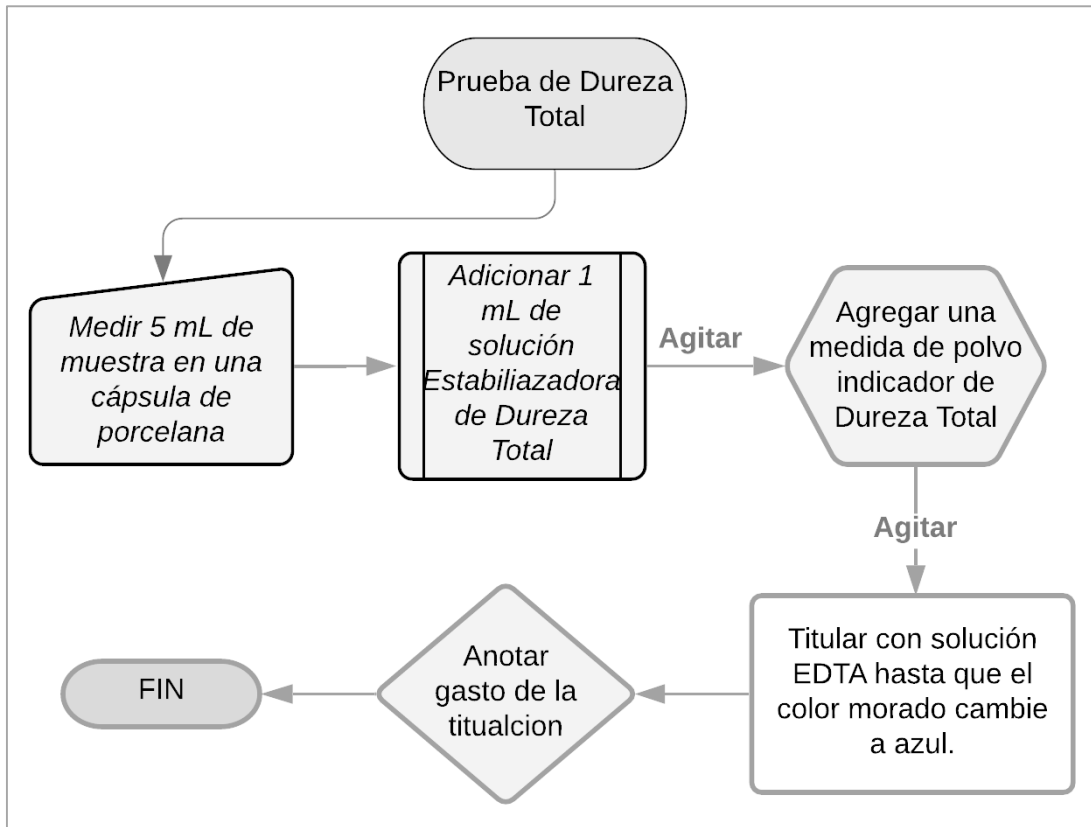 Prueba de Dureza
Total
Medir 5 mL de
muestra en una
cápsula de
porcelana
Adicionar 1
mL de
solución
Estabiliazadora
de Dureza
Total
Agitar
Agregar una
medida de polvo
indicador de
Dureza Total
Agitar
Titular con solución
EDTA hasta que el
color morado cambie
a azul.
Anotar
gasto de la
titualcion
FIN